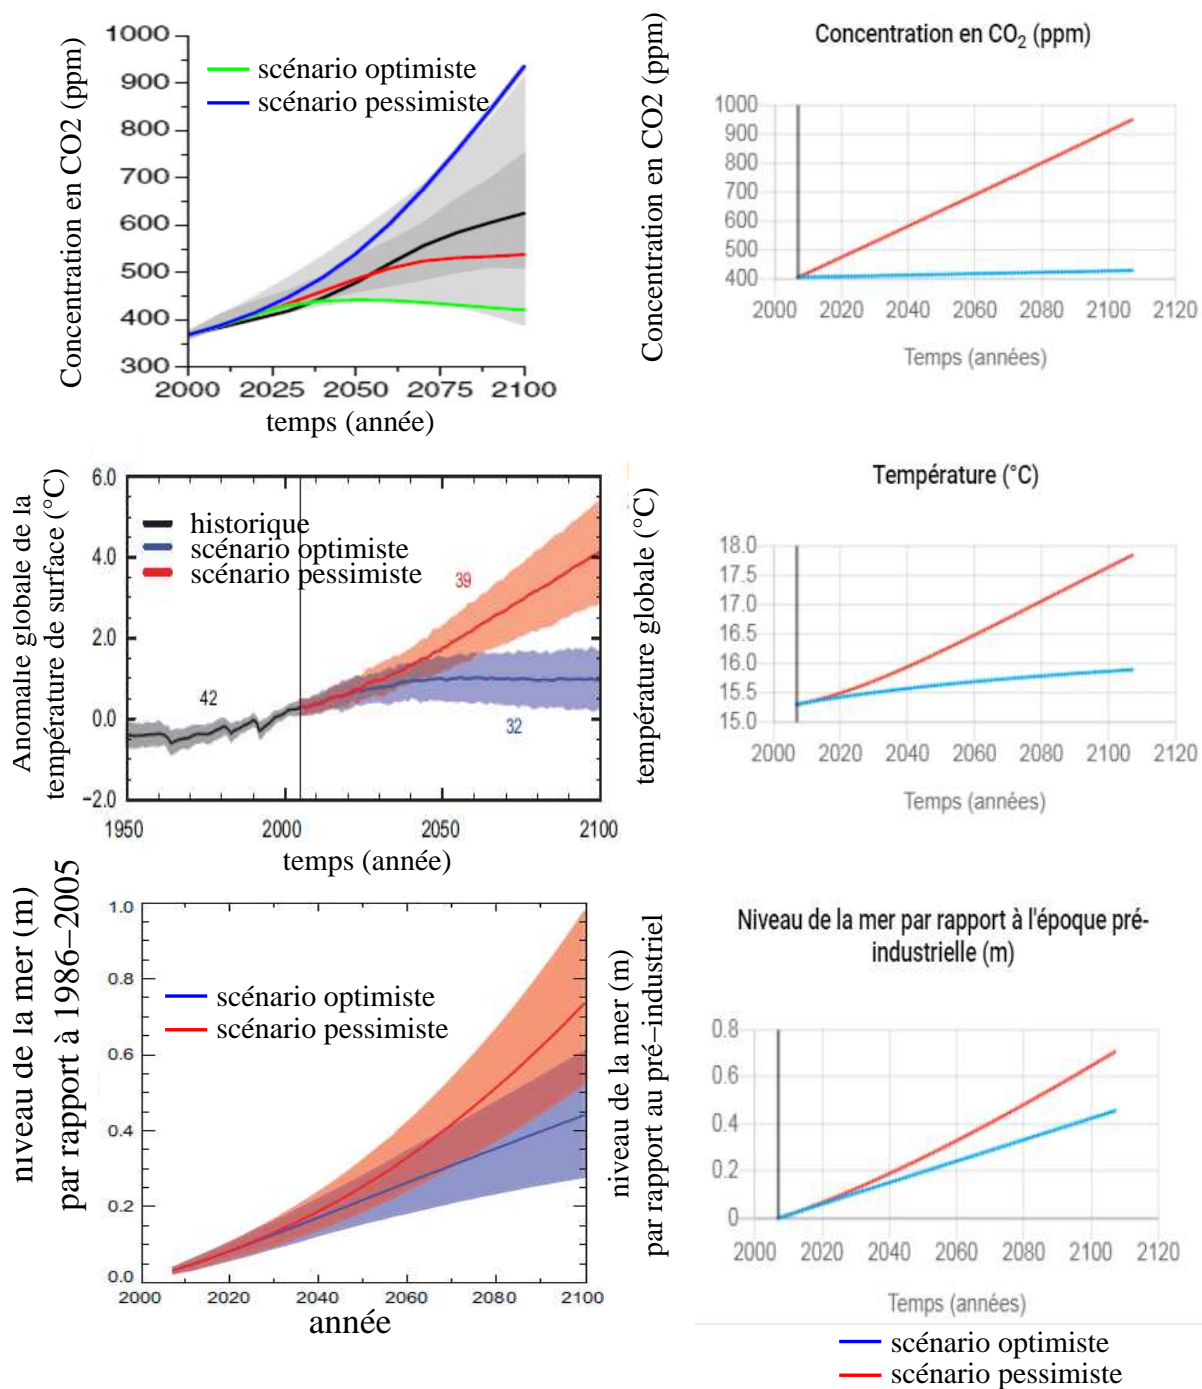 Concentration en CO2 (ppm)
1000
900
800
700
600
500
400
300
scénario optimiste
scénario pessimiste
2000 2025 2050 2075 2100
temps (année)
Concentration en CO2 (ppm)
Concentration en CO₂ (ppm)
1000
900
800
700
600
500
400
2000 2020 2040 2060 2080 2100 2120
Temps (années)
Anomalie globale de la
température de surface (°C)
6.0
4.0
2.0
0.0
−2.0
historique
scénario optimiste
scénario pessimiste
39
42
32
1950 2000 2050 2100
temps (année)
température globale (°C)
Température (°C)
18.0
17.5
17.0
16.5
16.0
15.5
15.0
2000 2020 2040 2060 2080 2100 2120
Temps (années)
niveau de la mer (m)
par rapport à 1986−2005
1.0
0.8
0.6
0.4
0.2
0.0
scénario optimiste
scénario pessimiste
2000 2020 2040 2060 2080 2100
année
niveau de la mer (m)
par rapport au pré−industriel
Niveau de la mer par rapport à l'époque pré-
industrielle (m)
0.8
0.6
0.4
0.2
0
2000 2020 2040 2060 2080 2100 2120
Temps (années)
scénario optimiste
scénario pessimiste